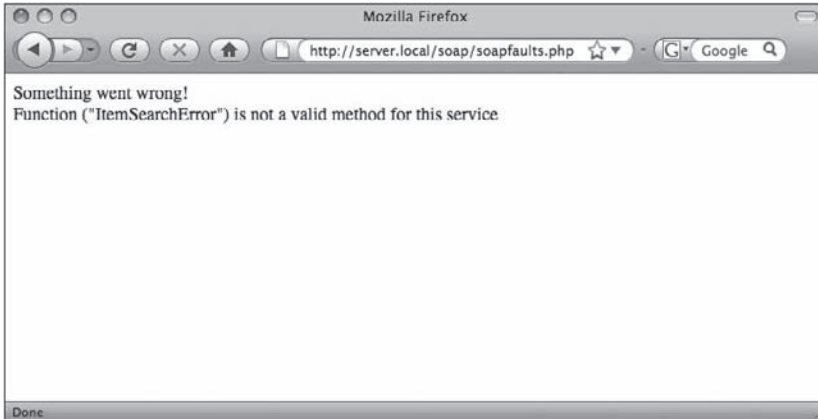 Mozilla Firefox
http://server.local/soap/soapfaults.php
G
Google
Something went wrong!
Function ("ItemSearchError") is not a valid method for this service
Done